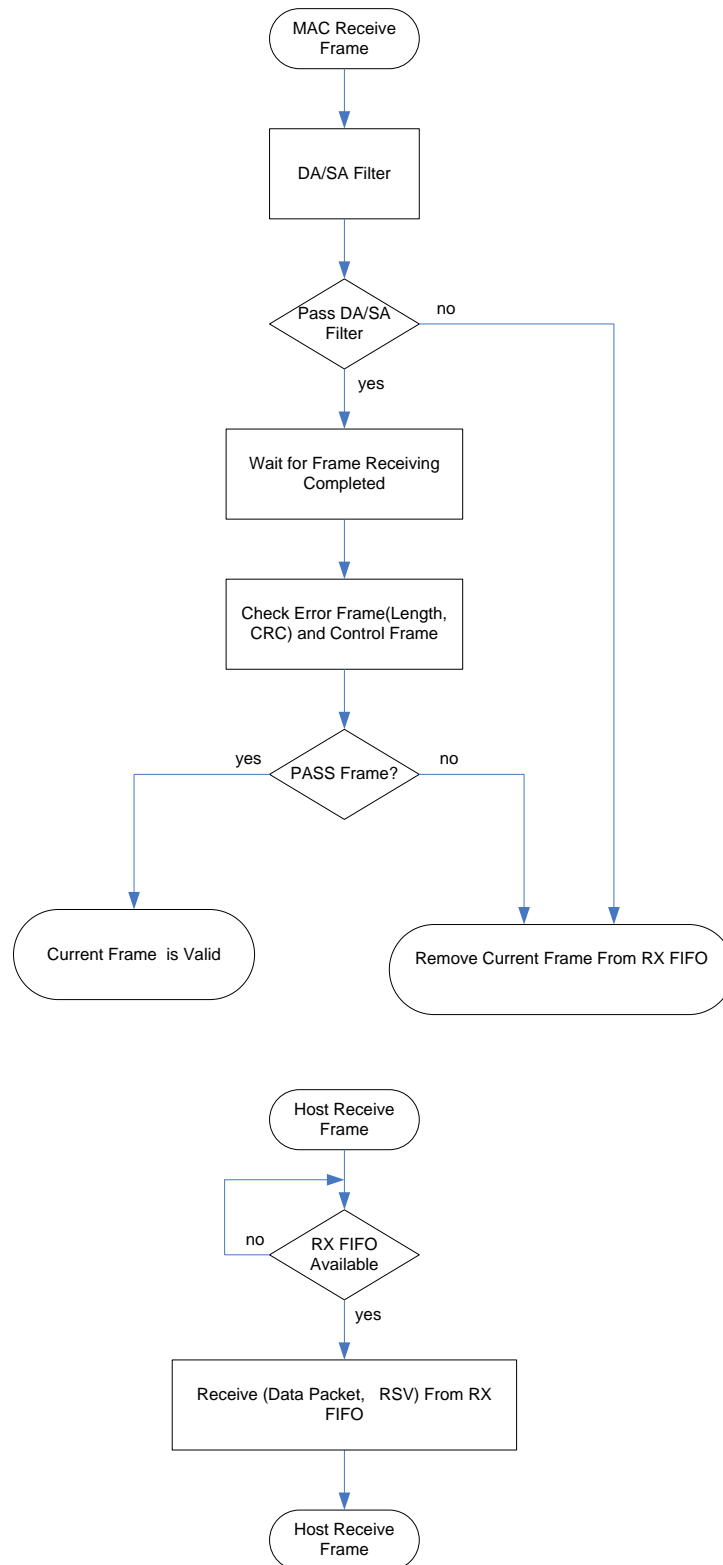 MAC Receive
Frame
DA/SA Filter
Pass DA/SA
Filter
no
yes
Wait for Frame Receiving
Completed
Check Error Frame(Length,
CRC) and Control Frame
yes
PASS Frame?
no
Current Frame is Valid
Remove Current Frame From RX FIFO
Host Receive
Frame
no
RX FIFO
Available
yes
Receive (Data Packet, RSV) From RX
FIFO
Host Receive
Frame